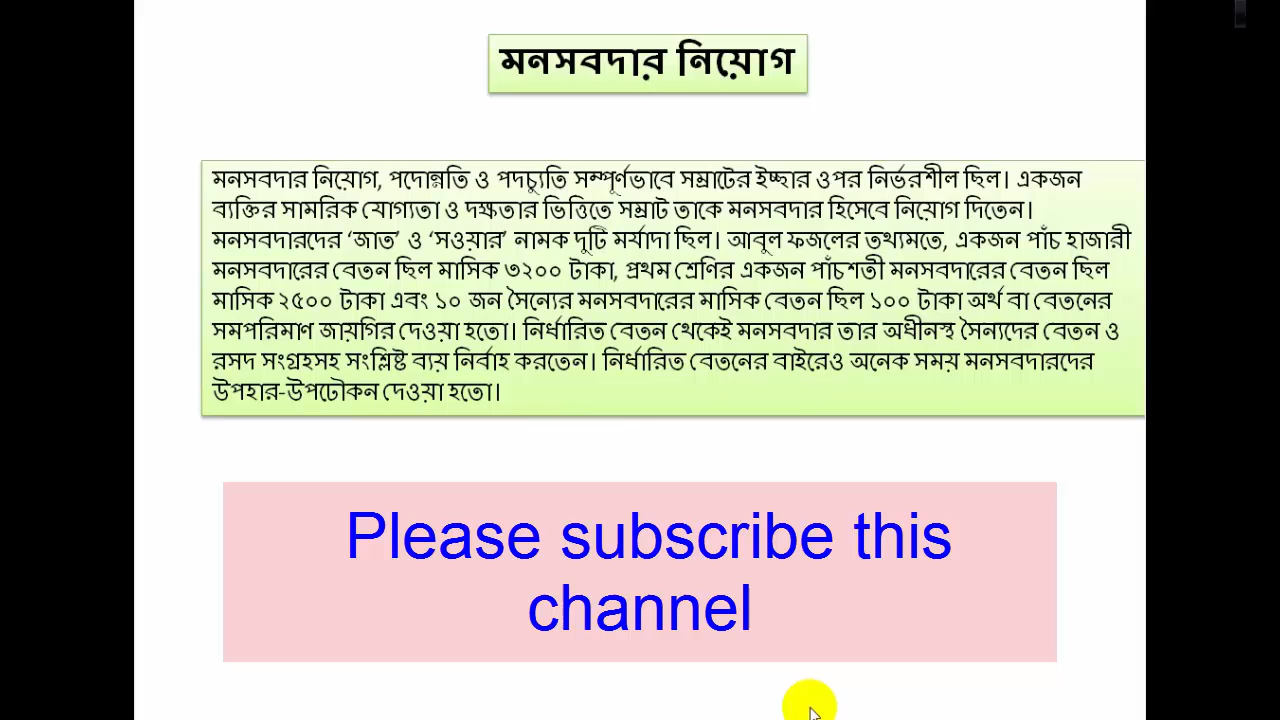 মনসবদার নিয়োগ
মনসবদার নিয়োগ, পদোন্নতি ও পদচ্যুতি সম্পূর্ণভাবে সম্রাটের ইচ্ছার ওপর নির্ভরশীল ছিল। একজন
ব্যক্তির সামরিক যোগ্যতা ও দক্ষতার ভিত্তিতে সম্রাট তাকে মনসবদার হিসেবে নিয়োগ দিতেন।
মনসবদারদের ‘জাত’ ও ‘সওয়ার’ নামক দুটি মর্যাদা ছিল। আবুল ফজলের তথ্যমতে, একজন পাঁচ হাজারী
মনসবদারের বেতন ছিল মাসিক ৩২০০ টাকা, প্রথম শ্রেণির একজন পাঁচশতী মনসবদারের বেতন ছিল
মাসিক ২৫০০ টাকা এবং ১০ জন সৈন্যের মনসবদারের মাসিক বেতন ছিল ১০০ টাকা অর্থ বা বেতনের
সমপরিমাণ জায়গির দেওয়া হতো। নির্ধারিত বেতন থেকেই মনসবদার তার অধীনস্থ সৈন্যদের বেতন ও
রসদ সংগ্রহসহ সংশ্লিষ্ট ব্যয় নির্বাহ করতেন। নির্ধারিত বেতনের বাইরেও অনেক সময় মনসবদারদের
উপহার-উপঢৌকন দেওয়া হতো।
Please subscribe this
channel